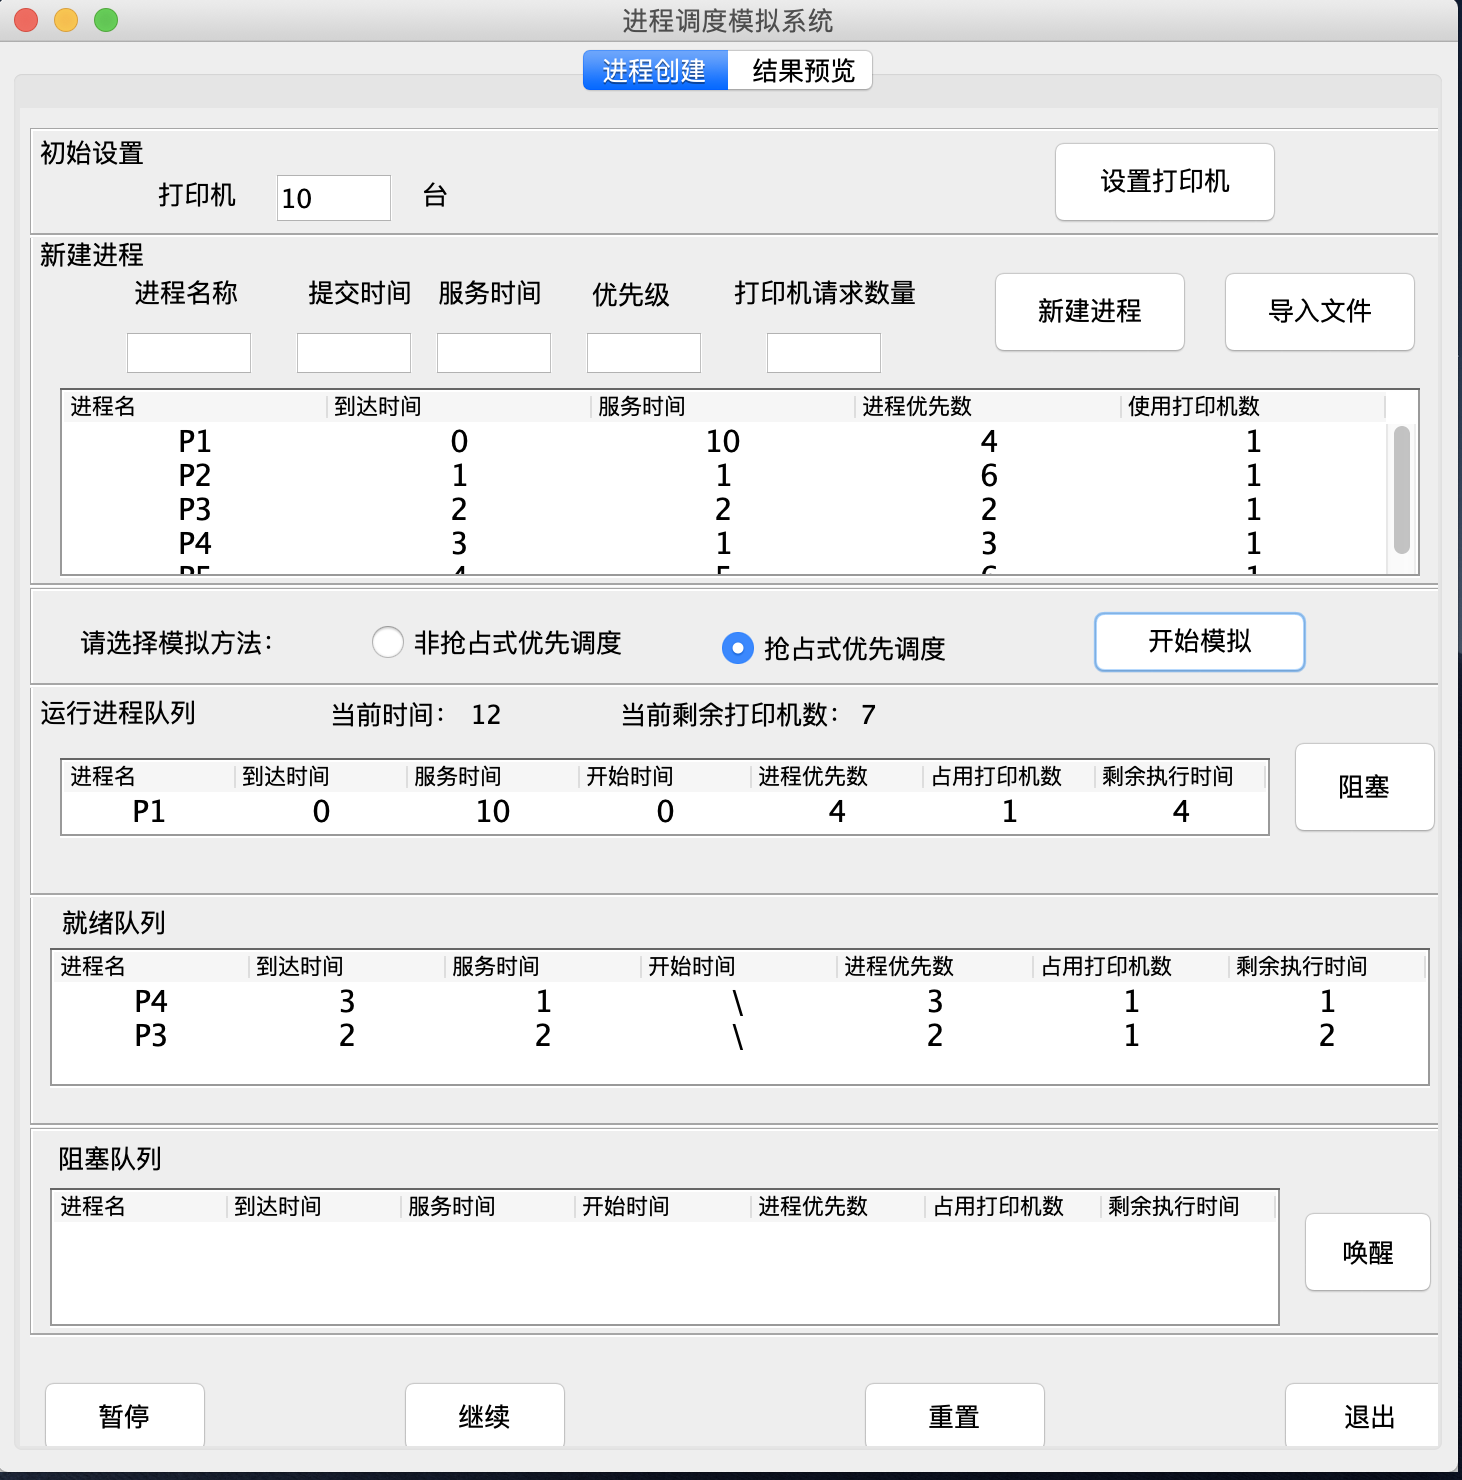 进程调度模拟系统
进程创建 结果预览
初始设置
打印机 10 台 设置打印机
新建进程
进程名称 提交时间 服务时间 优先级 打印机请求数量 新建进程 导入文件
进程名 到达时间 服务时间 进程优先数 使用打印机数
P1 0 10 4 1
P2 1 1 6 1
P3 2 2 2 1
P4 3 1 3 1
P5 4 5 6 1
请选择模拟方法： 非抢占式优先调度 抢占式优先调度 开始模拟
运行进程队列 当前时间： 12 当前剩余打印机数： 7
进程名 到达时间 服务时间 开始时间 进程优先数 占用打印机数 剩余执行时间
P1 0 10 0 4 1 4
阻塞
就绪队列
进程名 到达时间 服务时间 开始时间 进程优先数 占用打印机数 剩余执行时间
P4 3 1 \ 3 1 1
P3 2 2 \ 2 1 2
阻塞队列
进程名 到达时间 服务时间 开始时间 进程优先数 占用打印机数 剩余执行时间
唤醒
暂停 继续 重置 退出